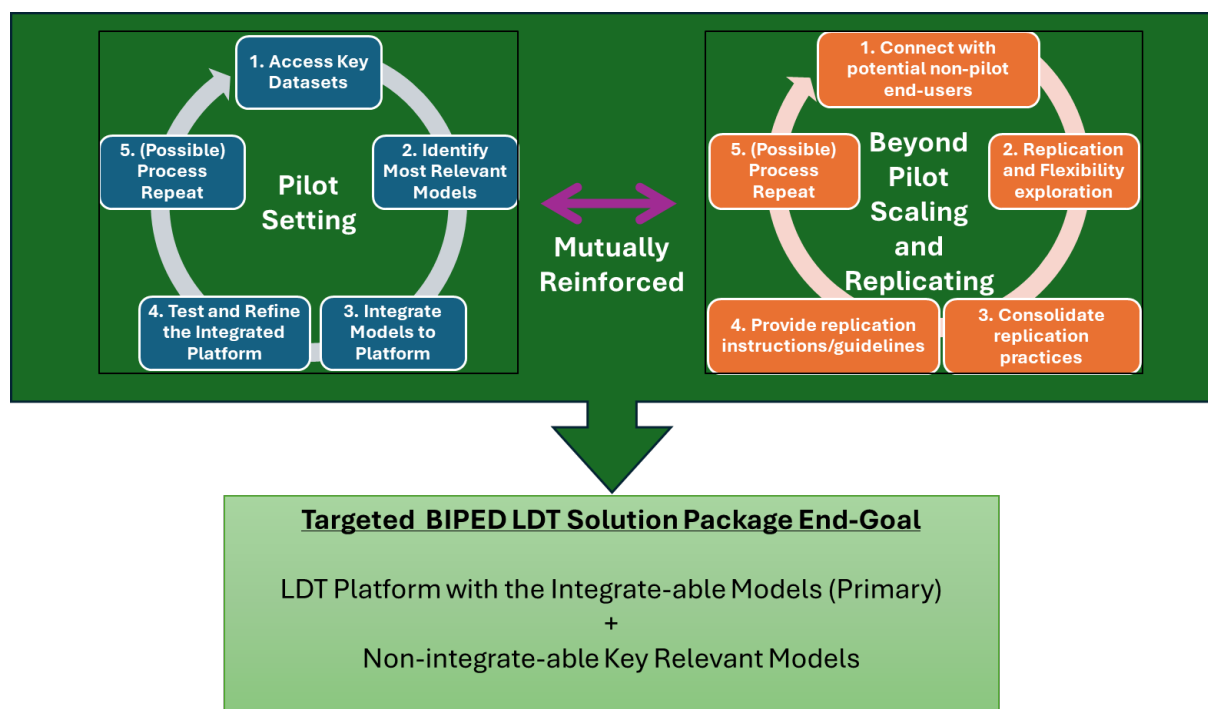 1. Access Key
Datasets
2. Identify
Most Relevant
Models
3. Integrate
Models to
Platform
4. Test and Refine
the Integrated
Platform
5. (Possible)
Process
Repeat
Pilot
Setting
Mutually
Reinforced
1. Connect with
potential non-pilot
end-users
2. Replication
and Flexibility
exploration
3. Consolidate
replication
practices
4. Provide replication
instructions/guidelines
5. (Possible)
Process
Repeat
Beyond
Pilot
Scaling
and
Replicating
Targeted BIPED LDT Solution Package End-Goal
LDT Platform with the Integrate-able Models (Primary)
+
Non-integrate-able Key Relevant Models